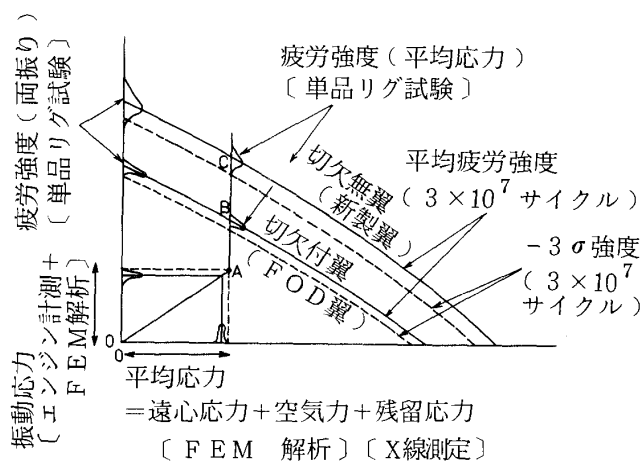 疲労強度(両振り)
〔単品リグ試験〕
疲労強度(平均応力)
〔単品リグ試験〕
切欠無翼
(新製翼)
平均疲労強度
(3×10⁷サイクル)
切欠付翼
(FOD翼)
-3σ強度
(3×10⁷
サイクル)
C
B
A
0
0
振動応力
〔エンジン計測+
FEM解析〕
平均応力
=遠心応力+空気力+残留応力
〔FEM 解析〕〔X線測定〕